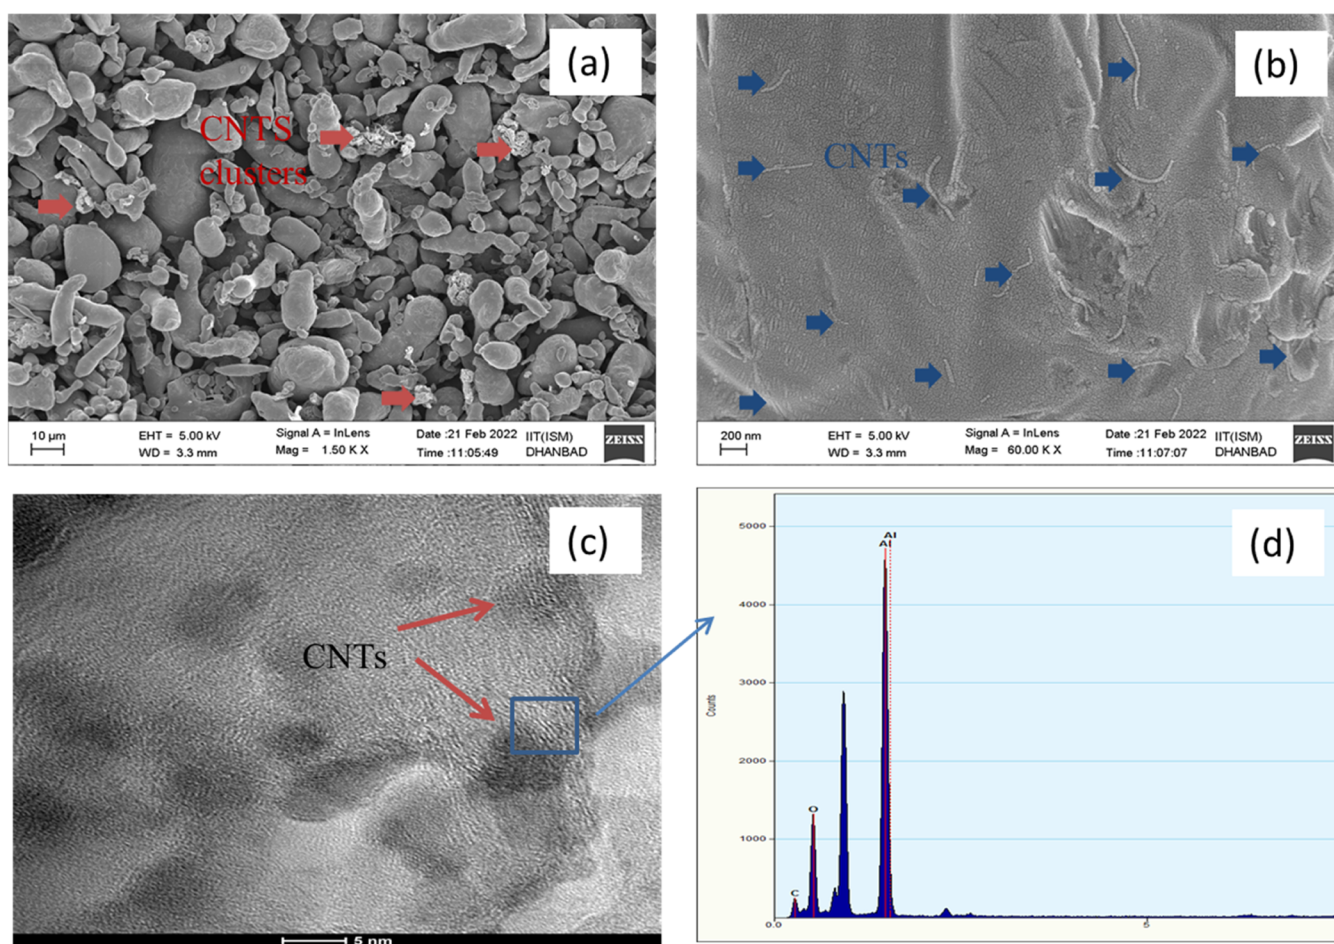 (a)
CNTS
clusters
10 µm
EHT = 5.00 kV
WD = 3.3 mm
Signal A = InLens
Mag = 1.50 K X
Date :21 Feb 2022
Time :11:05:49
IIT(ISM)
DHANBAD
ZEISS
(b)
CNTs
200 nm
EHT = 5.00 kV
WD = 3.3 mm
Signal A = InLens
Mag = 60.00 K X
Date :21 Feb 2022
Time :11:07:07
IIT(ISM)
DHANBAD
ZEISS
(c)
CNTs
5 nm
(d)
5000
4000
3000
2000
1000
Counts
Al
Al
O
C
0.0
5